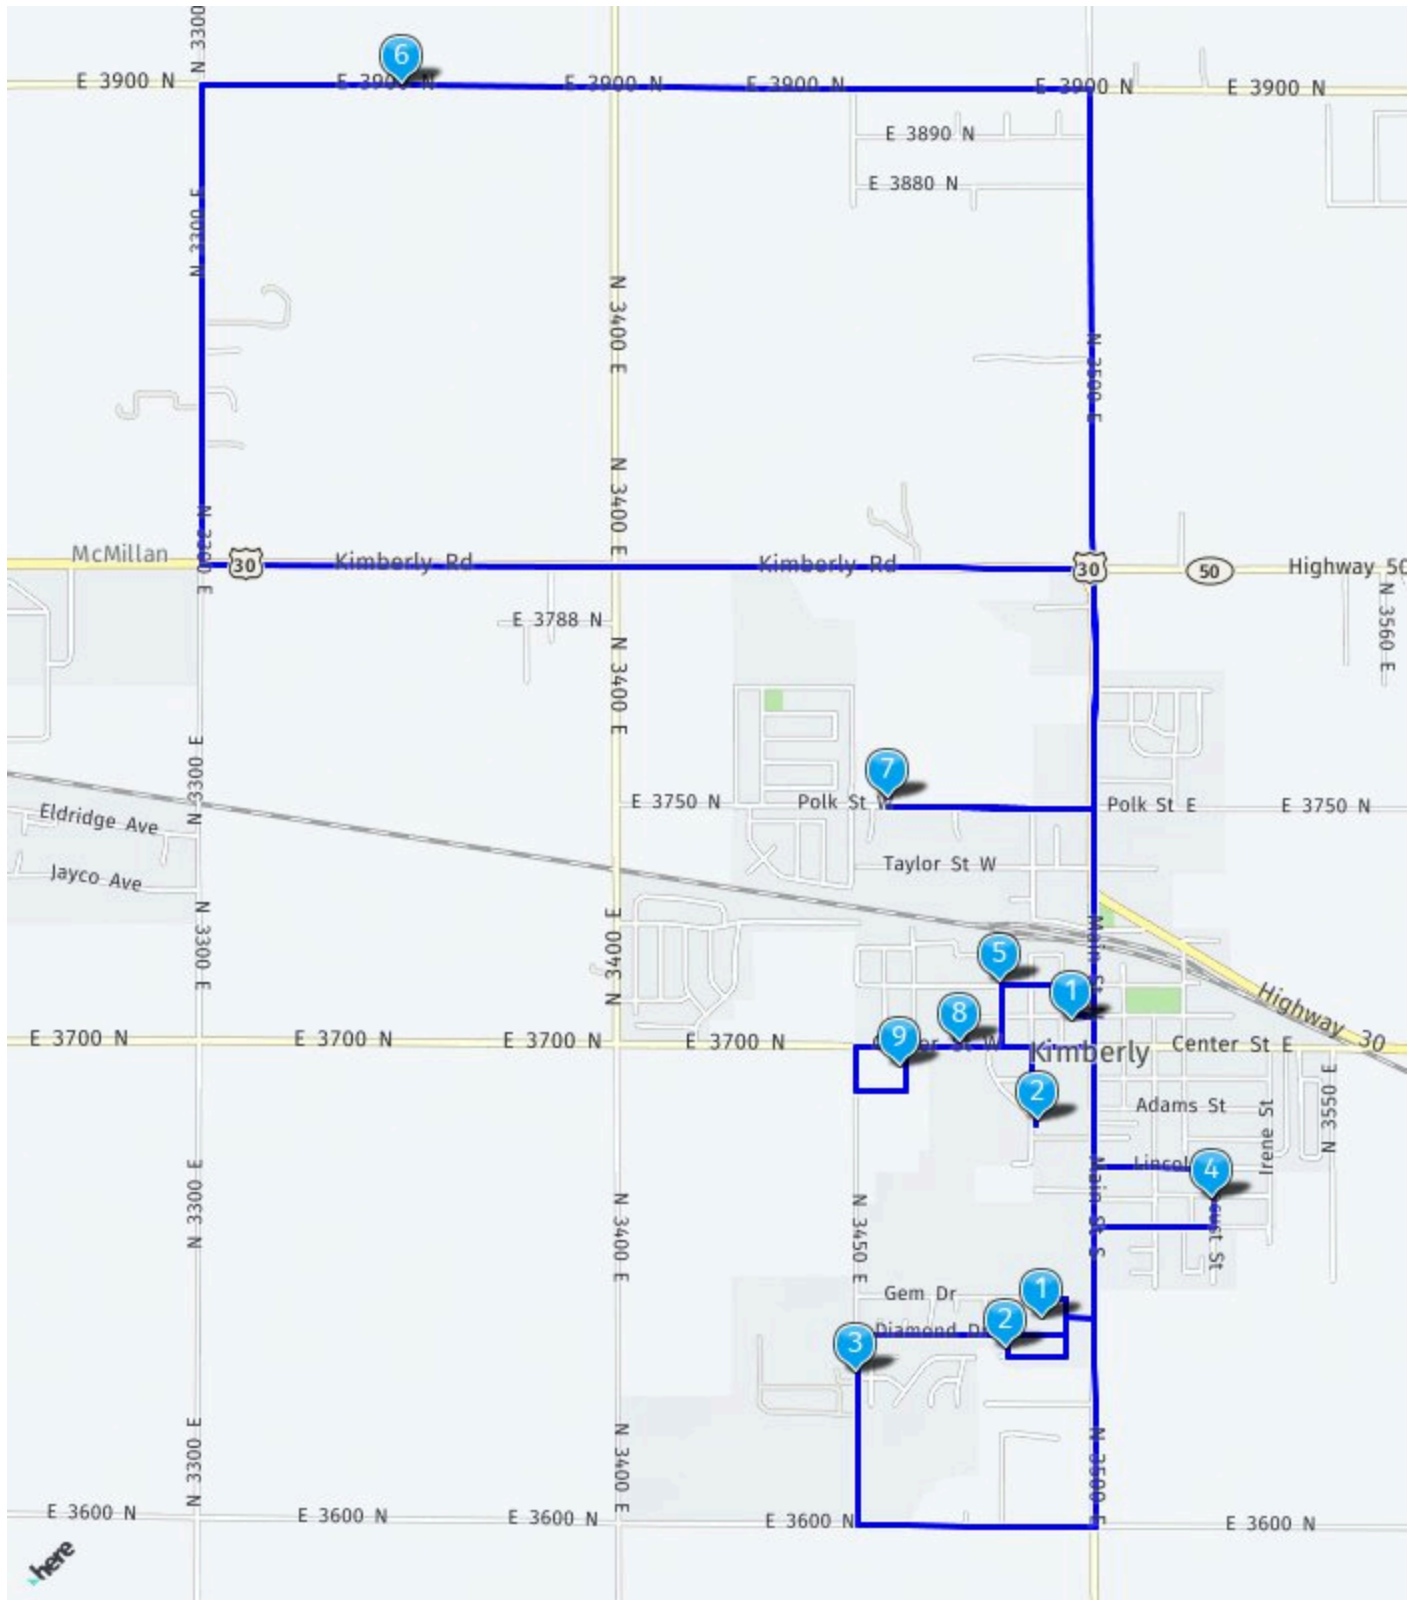 N 3300
6
E 3900 N
E 3900 N
E 3900 N
E 3900 N
E 3900 N
E 3900 N
E 3890 N
E 3880 N
N 3300 E
N 3400 E
N 3500 E
N 3400 E
N 3300 E
McMillan
30
Kimberly Rd
Kimberly Rd
30
50
Highway 50
N 3560 E
E 3788 N
N 3400 E
N 3300 E
7
E 3750 N
Polk St W
Polk St E
E 3750 N
Eldridge Ave
Taylor St W
Jayco Ave
N 3300 E
N 3400 E
5
1
8
9
Highway 30
E 3700 N
E 3700 N
E 3700 N
E 3700 N
Kimberly
Center St E
2
Adams St
Irene St
N 3550 E
4
Main St S
N 3300 E
N 3400 E
N 3450 E
Gem Dr
1
Diamond Dr
2
3
N 3300 E
N 3400 E
N 3500 E
E 3600 N
E 3600 N
E 3600 N
E 3600 N
E 3600 N
here